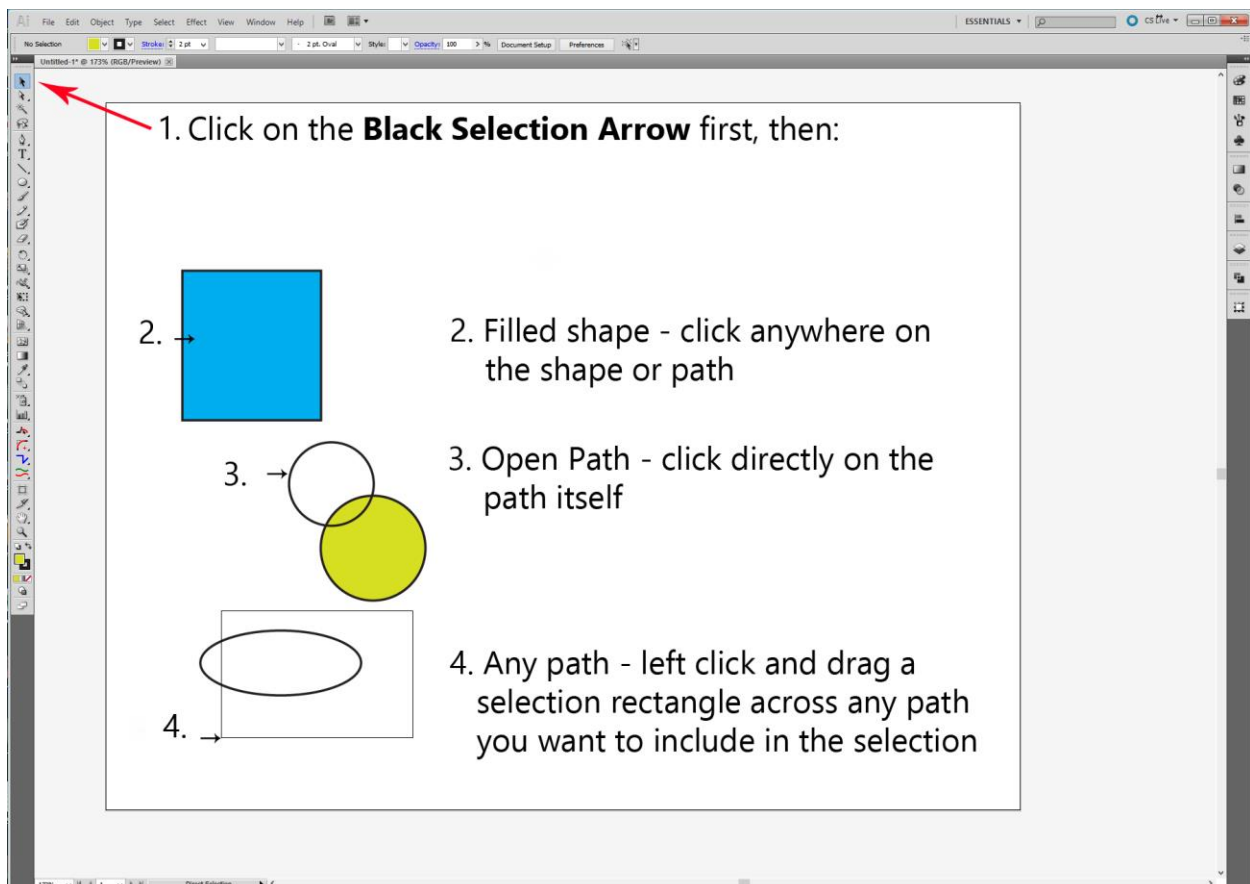 Ai File Edit Object Type Select Effect View Window Help Br ESSENTIALS CS Live
No Selection Stroke: 2 pt 2 pt. Oval Style: Opacity: 100 % Document Setup Preferences
Untitled-1* @ 173% (RGB/Preview)
1. Click on the Black Selection Arrow first, then:
2.
2. Filled shape - click anywhere on
the shape or path
3.
3. Open Path - click directly on the
path itself
4.
4. Any path - left click and drag a
selection rectangle across any path
you want to include in the selection
Direct Selection